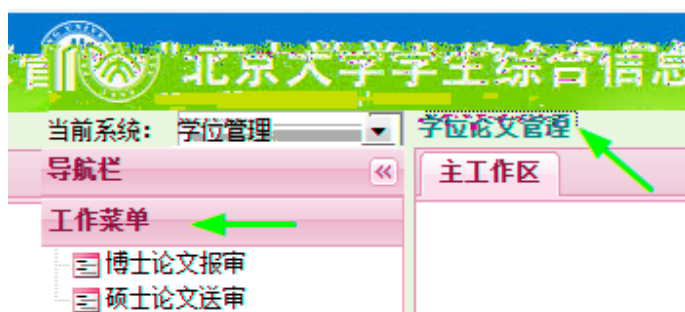 北京大学学生综合信息
当前系统： 学位管理 学位论文管理
导航栏 主工作区
工作菜单
博士论文报审
硕士论文送审